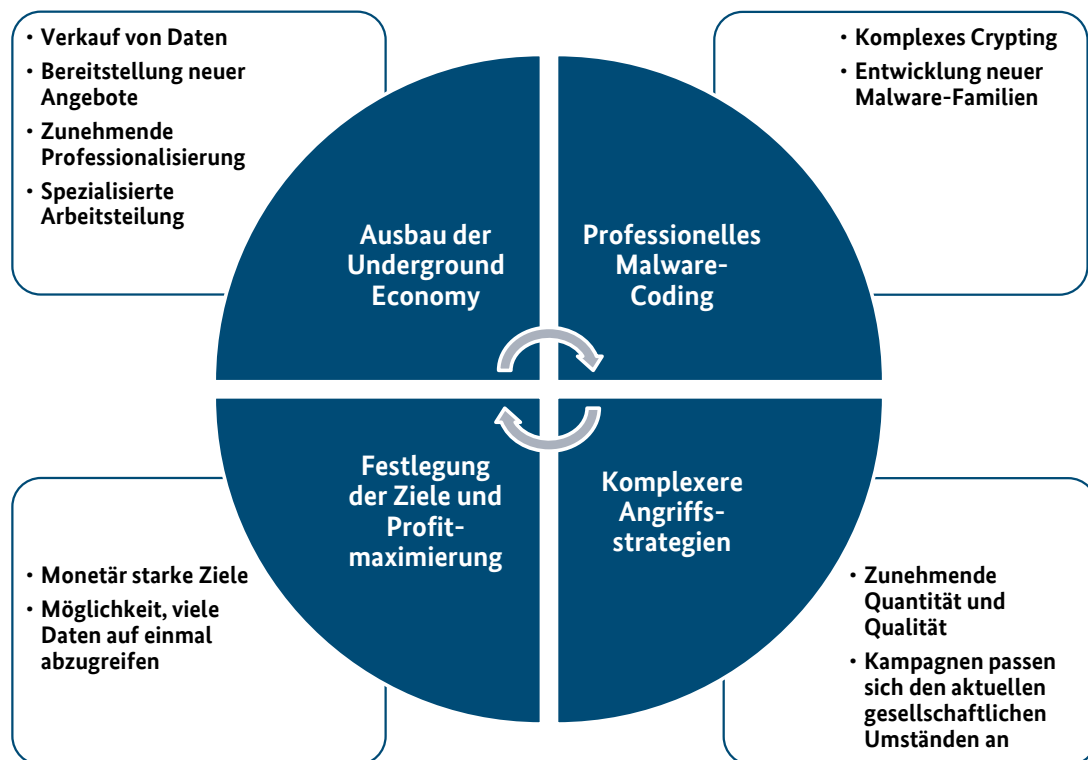 • Verkauf von Daten
• Bereitstellung neuer
Angebote
• Zunehmende
Professionalisierung
• Spezialisierte
Arbeitsteilung
• Komplexes Crypting
• Entwicklung neuer
Malware-Familien
Ausbau der
Underground
Economy
Professionelles
Malware-
Coding
Festlegung
der Ziele und
Profit-
maximierung
Komplexere
Angriffs-
strategien
• Monetär starke Ziele
• Möglichkeit, viele
Daten auf einmal
abzugreifen
• Zunehmende
Quantität und
Qualität
• Kampagnen passen
sich den aktuellen
gesellschaftlichen
Umständen an